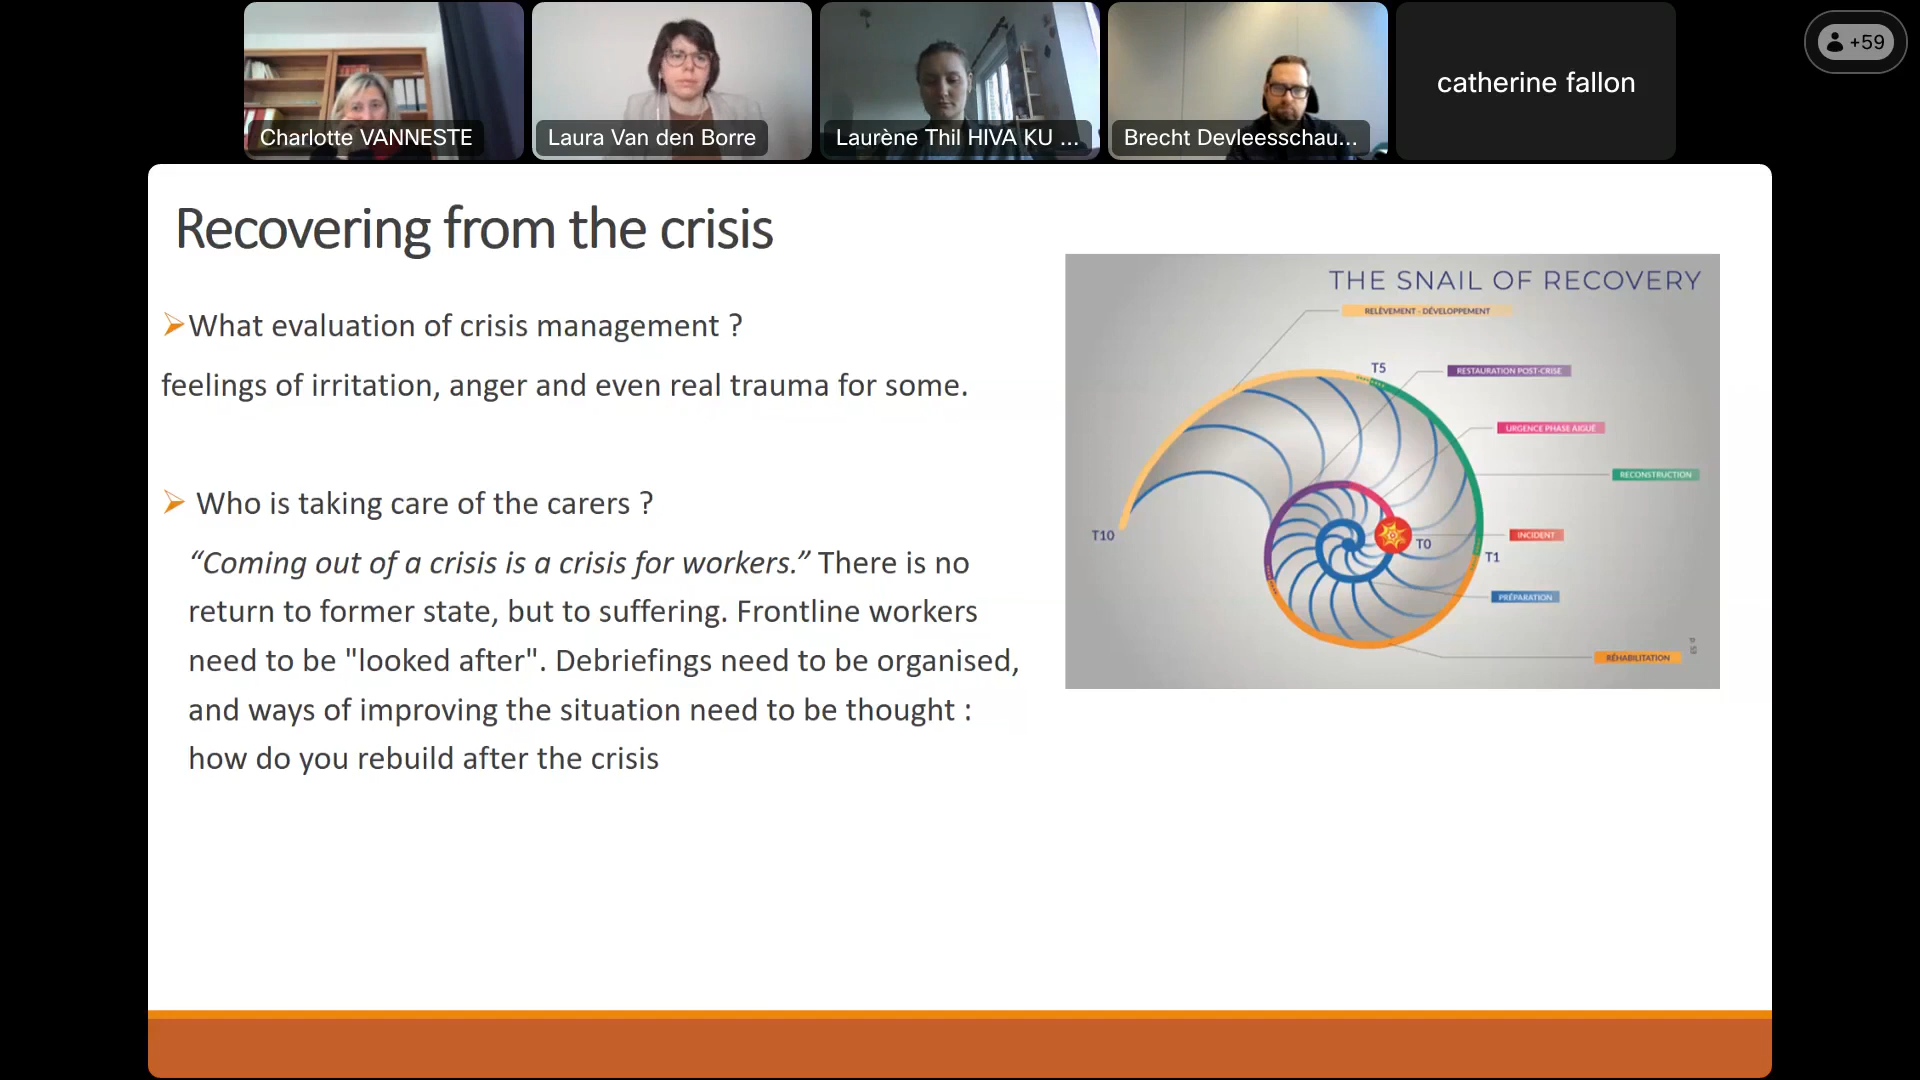 Charlotte VANNESTE
Laura Van den Borre
Laurène Thil HIVA KU ...
Brecht Devleesschau...
catherine fallon
+59
Recovering from the crisis
What evaluation of crisis management ?
feelings of irritation, anger and even real trauma for some.
Who is taking care of the carers ?
“Coming out of a crisis is a crisis for workers.” There is no
return to former state, but to suffering. Frontline workers
need to be "looked after". Debriefings need to be organised,
and ways of improving the situation need to be thought :
how do you rebuild after the crisis
THE SNAIL OF RECOVERY
RELÈVEMENT - DÉVELOPPEMENT
T5
RESTAURATION POST-CRISE
URGENCE PHASE AIGUË
RECONSTRUCTION
T10
T0
INCIDENT
T1
PRÉPARATION
RÉHABILITATION